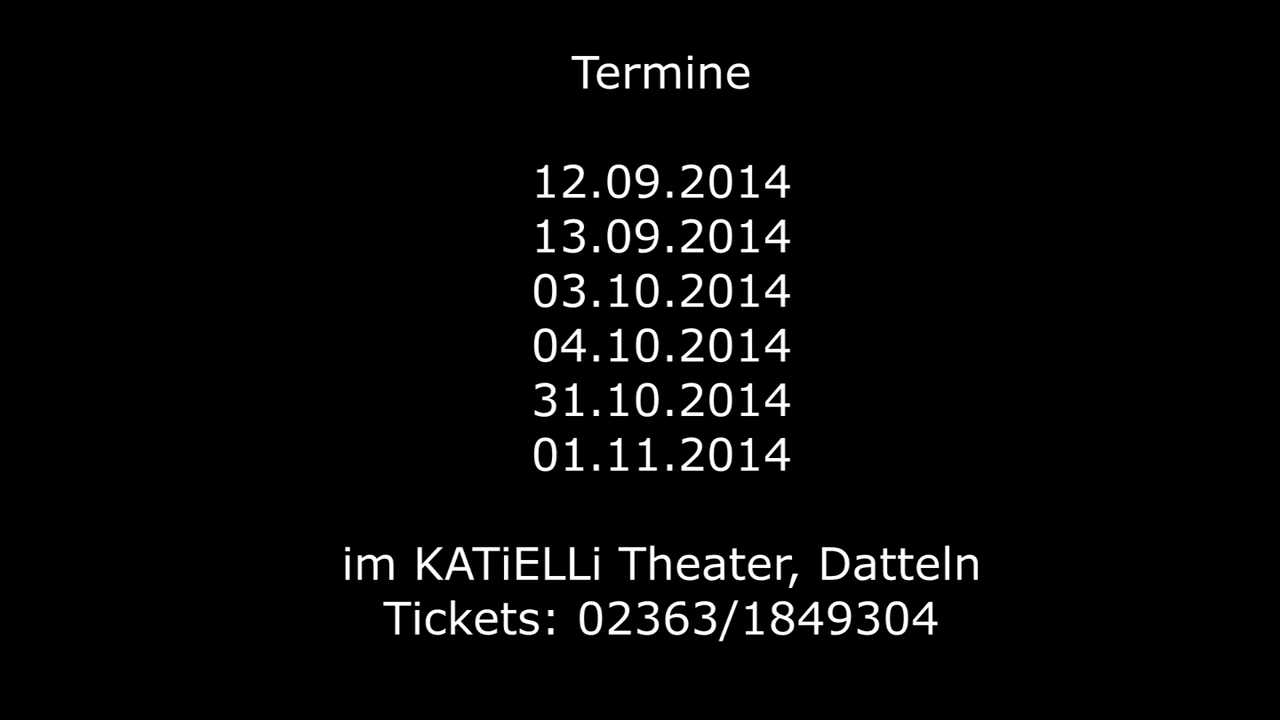 Termine
12.09.2014
13.09.2014
03.10.2014
04.10.2014
31.10.2014
01.11.2014
im KATiELLi Theater, Datteln
Tickets: 02363/1849304